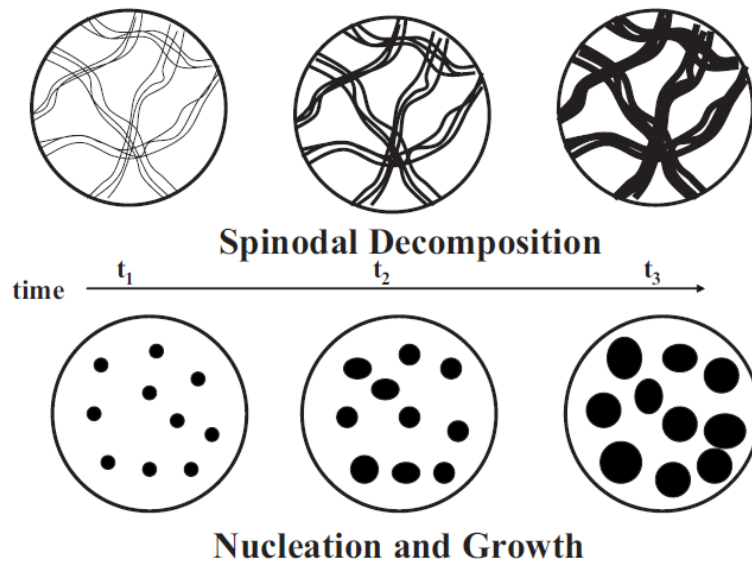 Spinodal Decomposition
time t₁ t₂ t₃
Nucleation and Growth